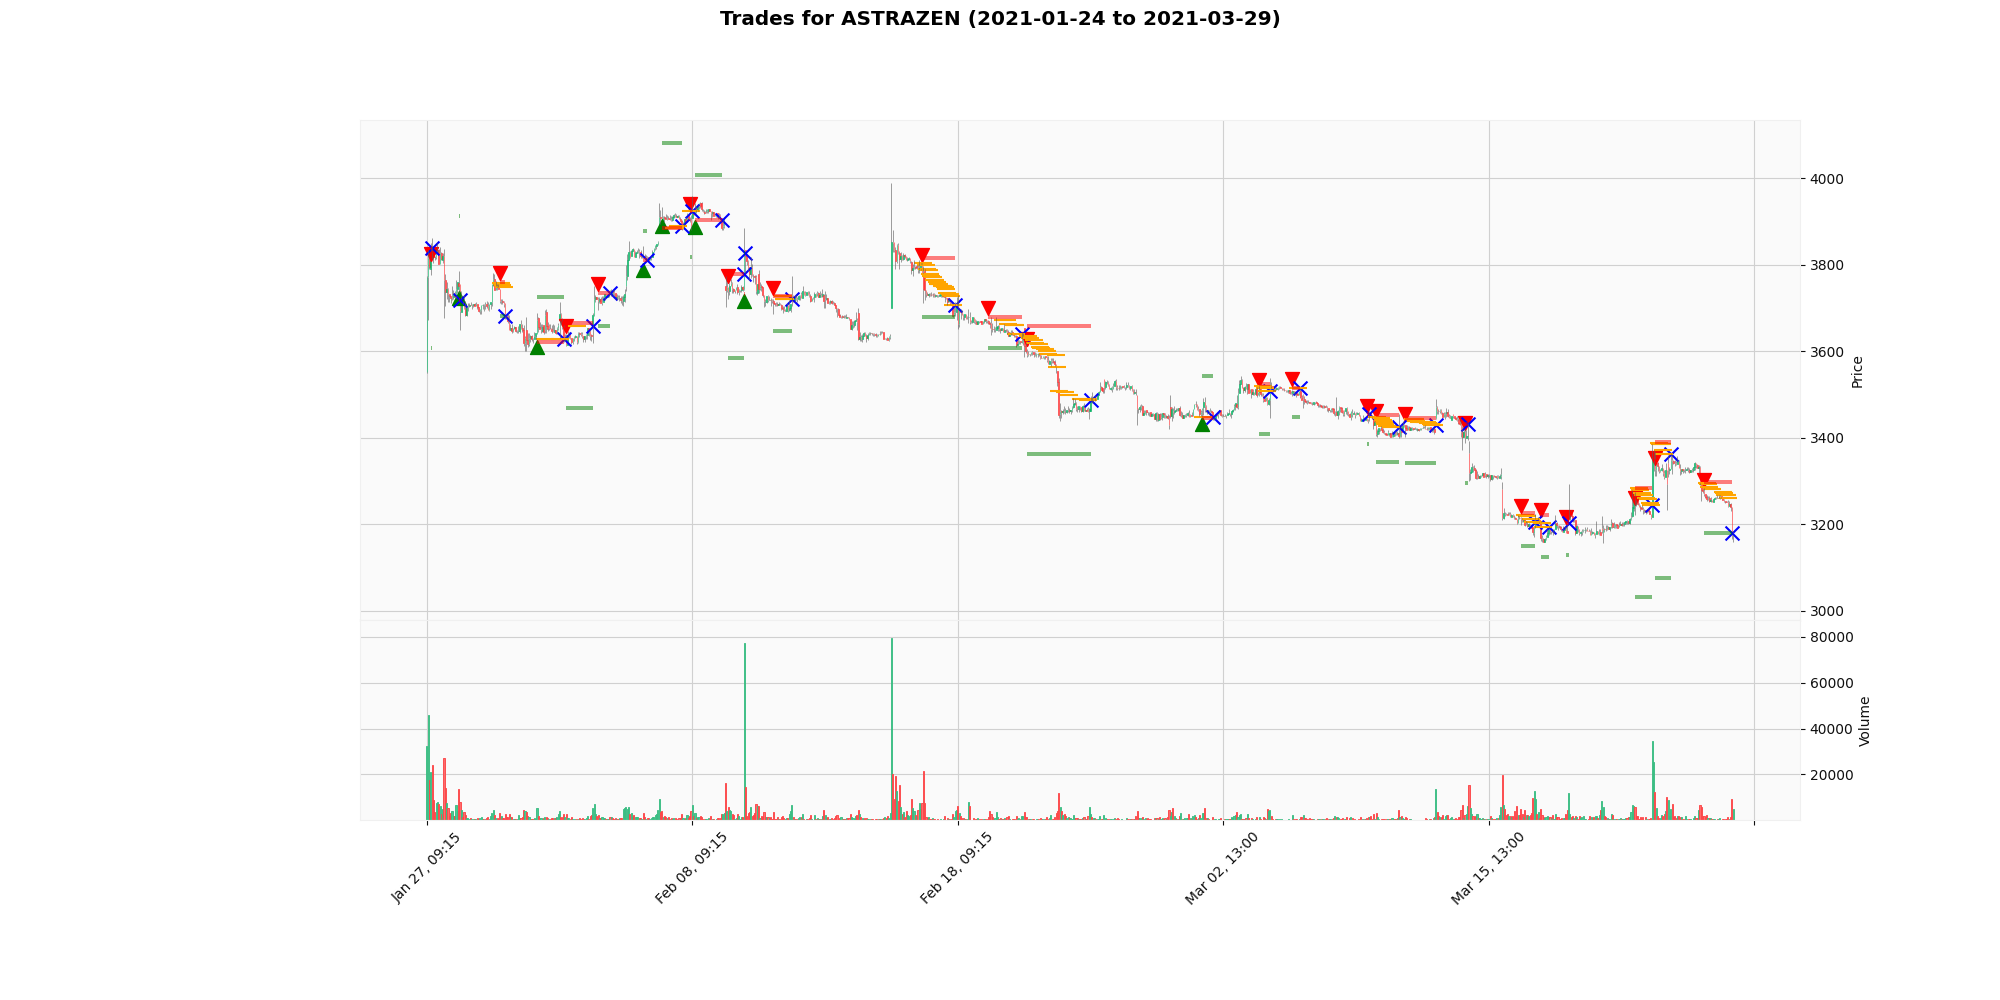 Trades for ASTRAZEN (2021-01-24 to 2021-03-29)
4000
3800
3600
3400
3200
3000
Price
80000
60000
40000
20000
Volume
Jan 27, 09:15
Feb 08, 09:15
Feb 18, 09:15
Mar 02, 13:00
Mar 15, 13:00